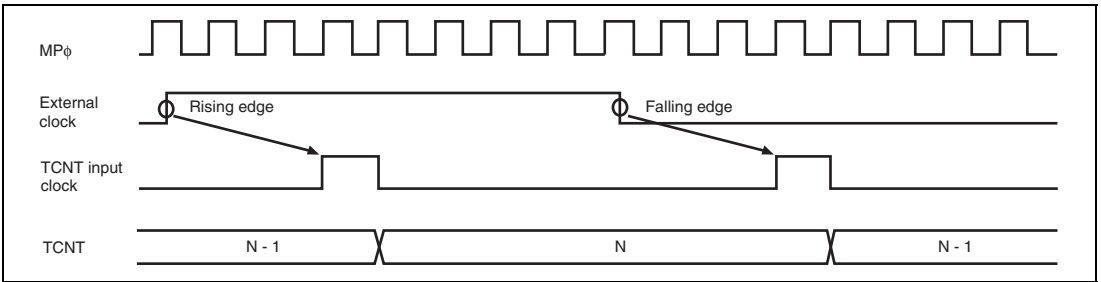 MPφ
External
clock
Rising edge
Falling edge
TCNT input
clock
TCNT
N - 1
N
N - 1